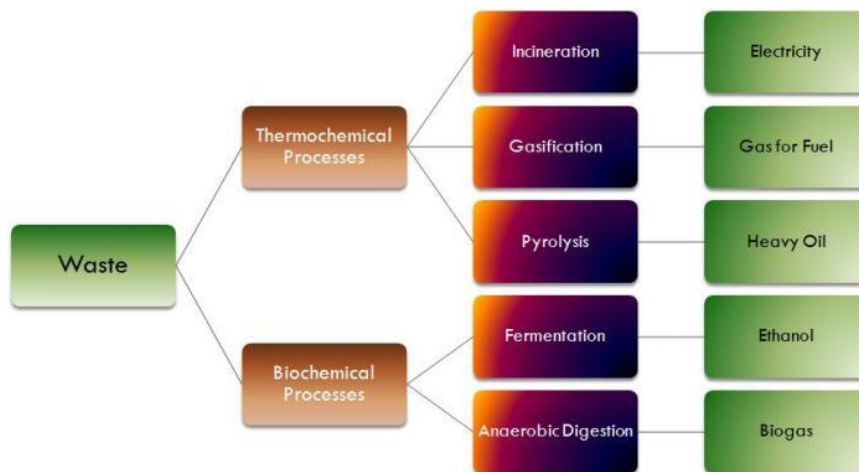 Incineration
Electricity
Thermochemical
Processes
Gasification
Gas for Fuel
Pyrolysis
Heavy Oil
Waste
Fermentation
Ethanol
Biochemical
Processes
Anaerobic Digestion
Biogas